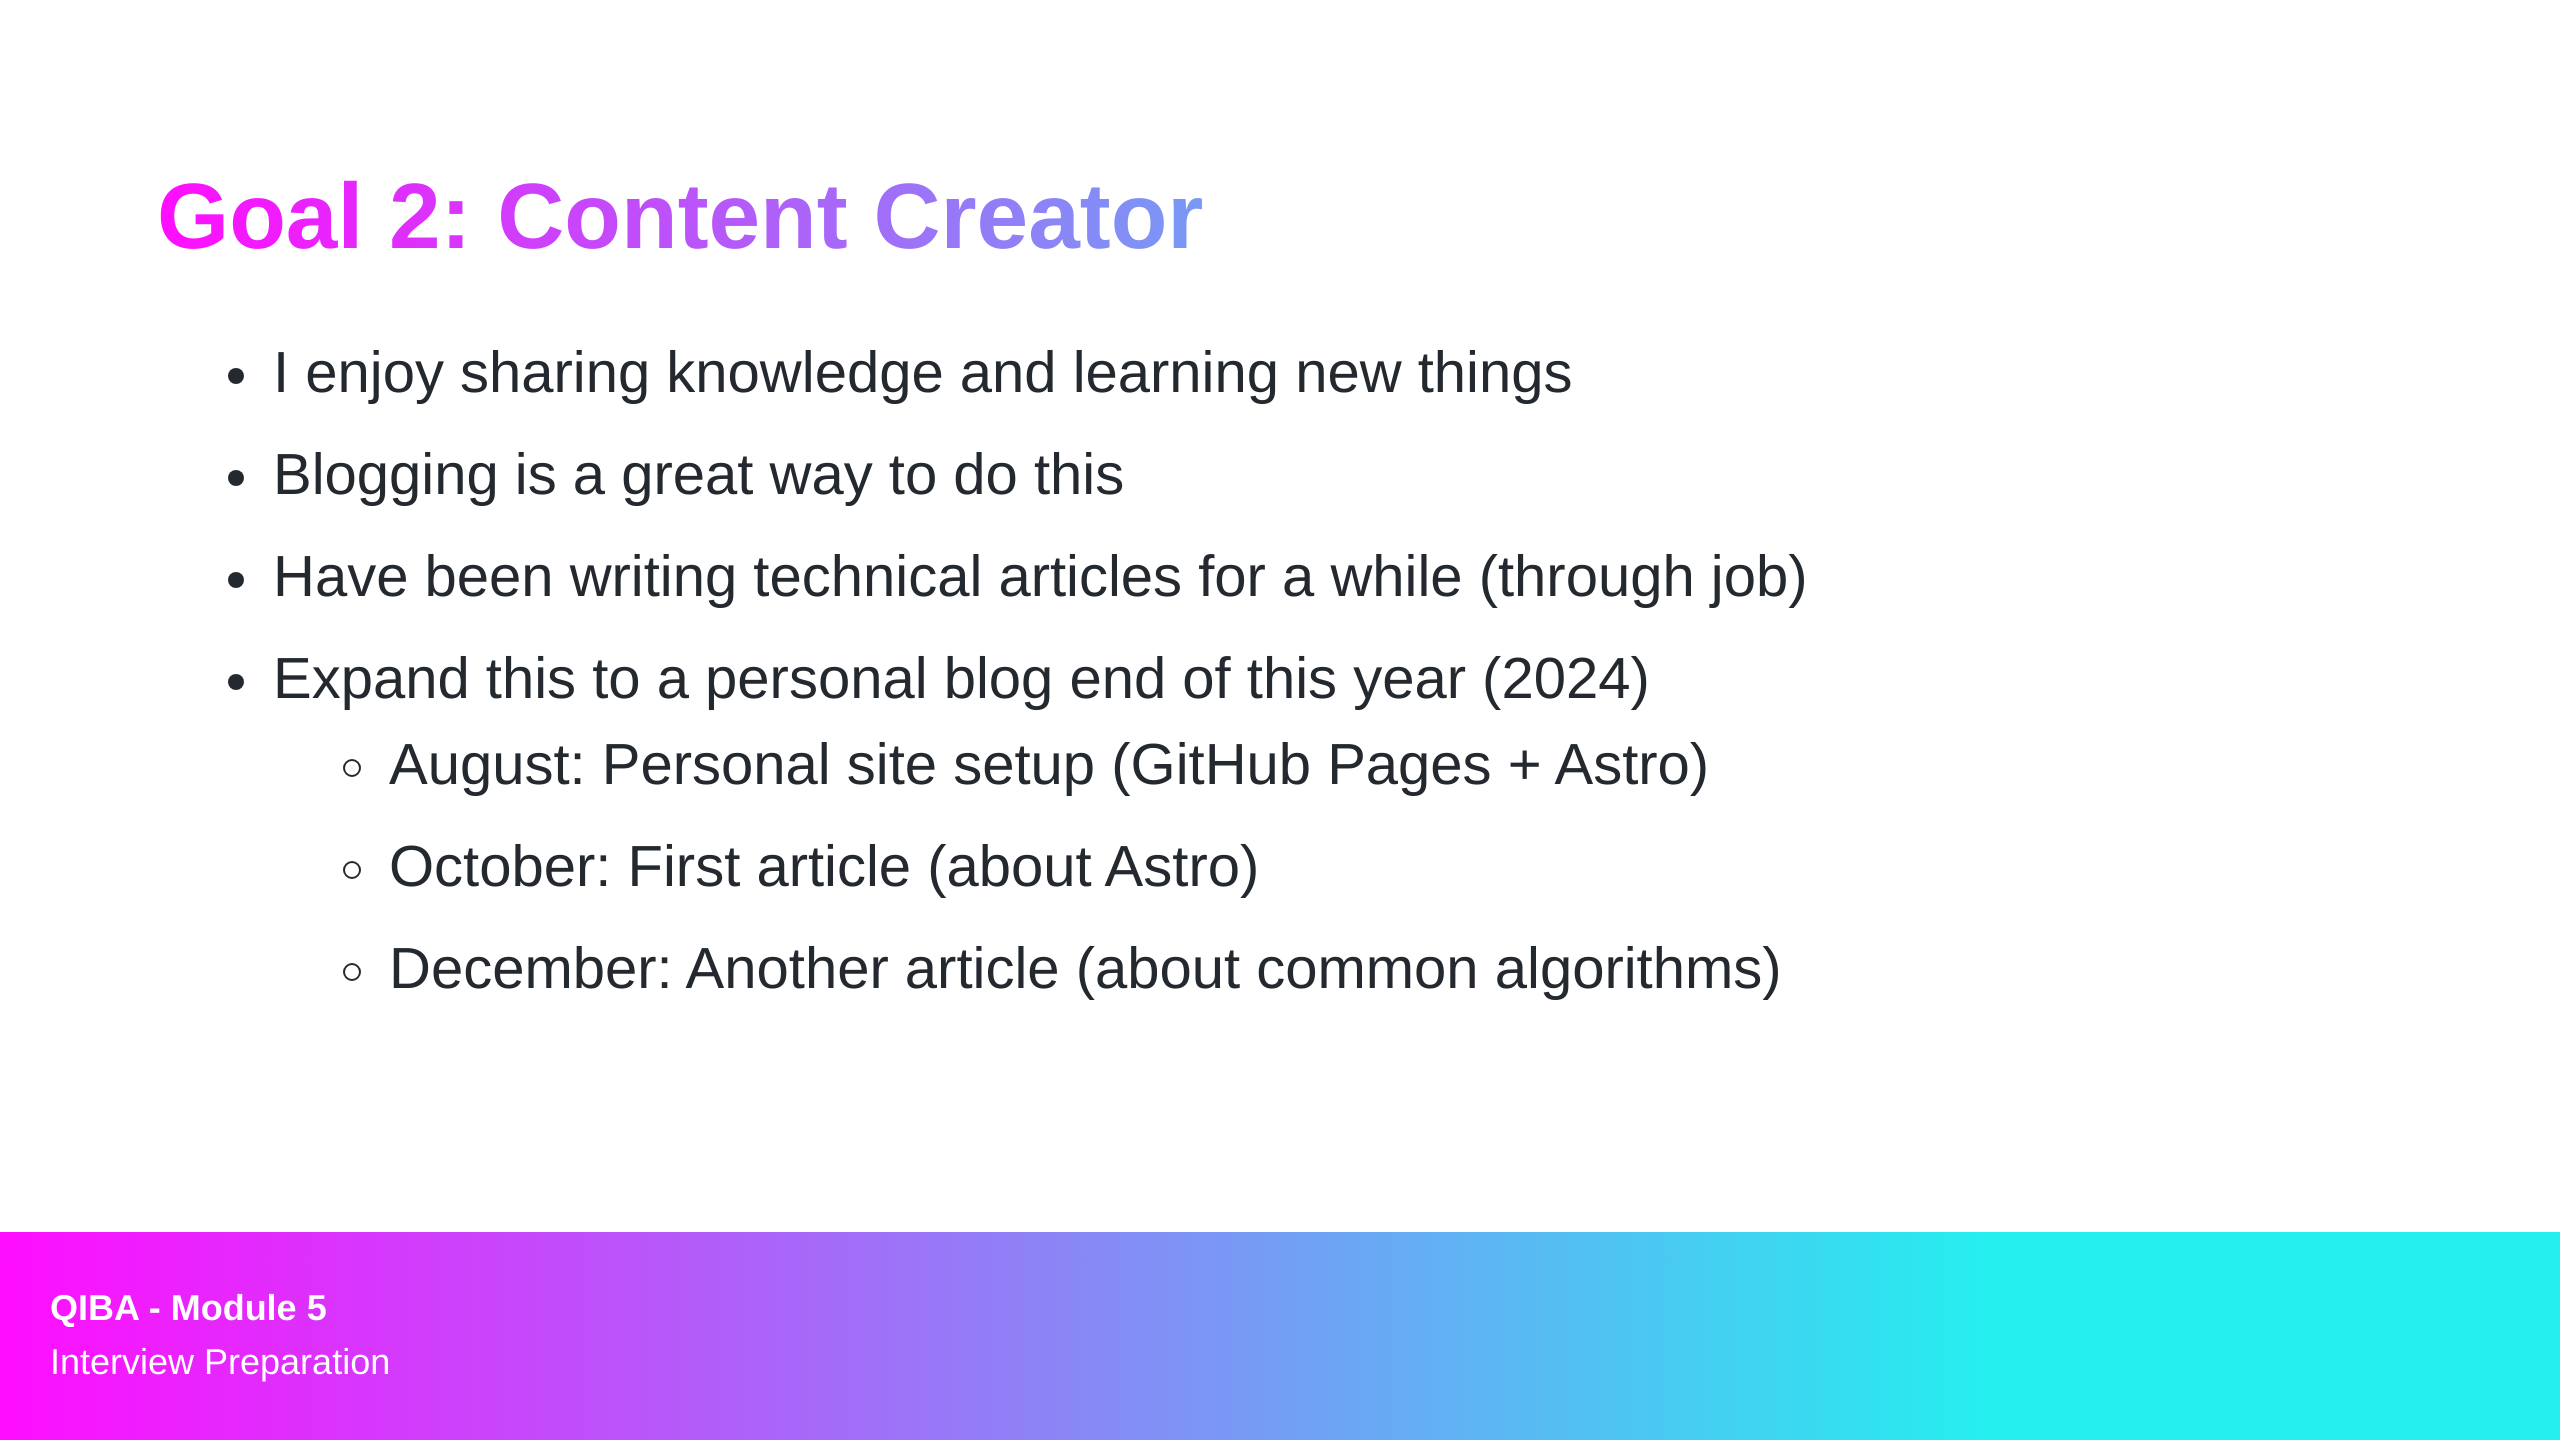 Goal 2: Content Creator
• I enjoy sharing knowledge and learning new things
• Blogging is a great way to do this
• Have been writing technical articles for a while (through job)
• Expand this to a personal blog end of this year (2024)
◦ August: Personal site setup (GitHub Pages + Astro)
◦ October: First article (about Astro)
◦ December: Another article (about common algorithms)
QIBA - Module 5
Interview Preparation